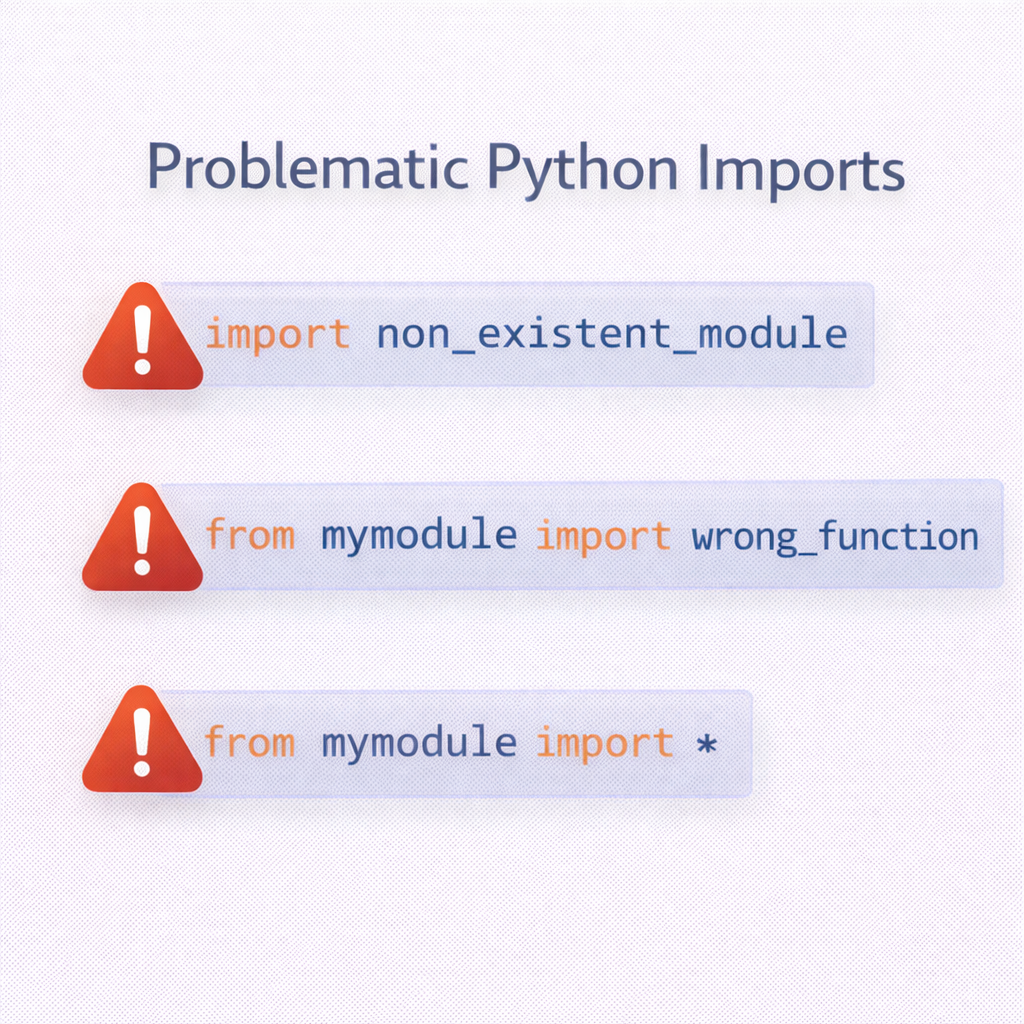 Problematic Python Imports
import non_existent_module
from mymodule import wrong_function
from mymodule import *